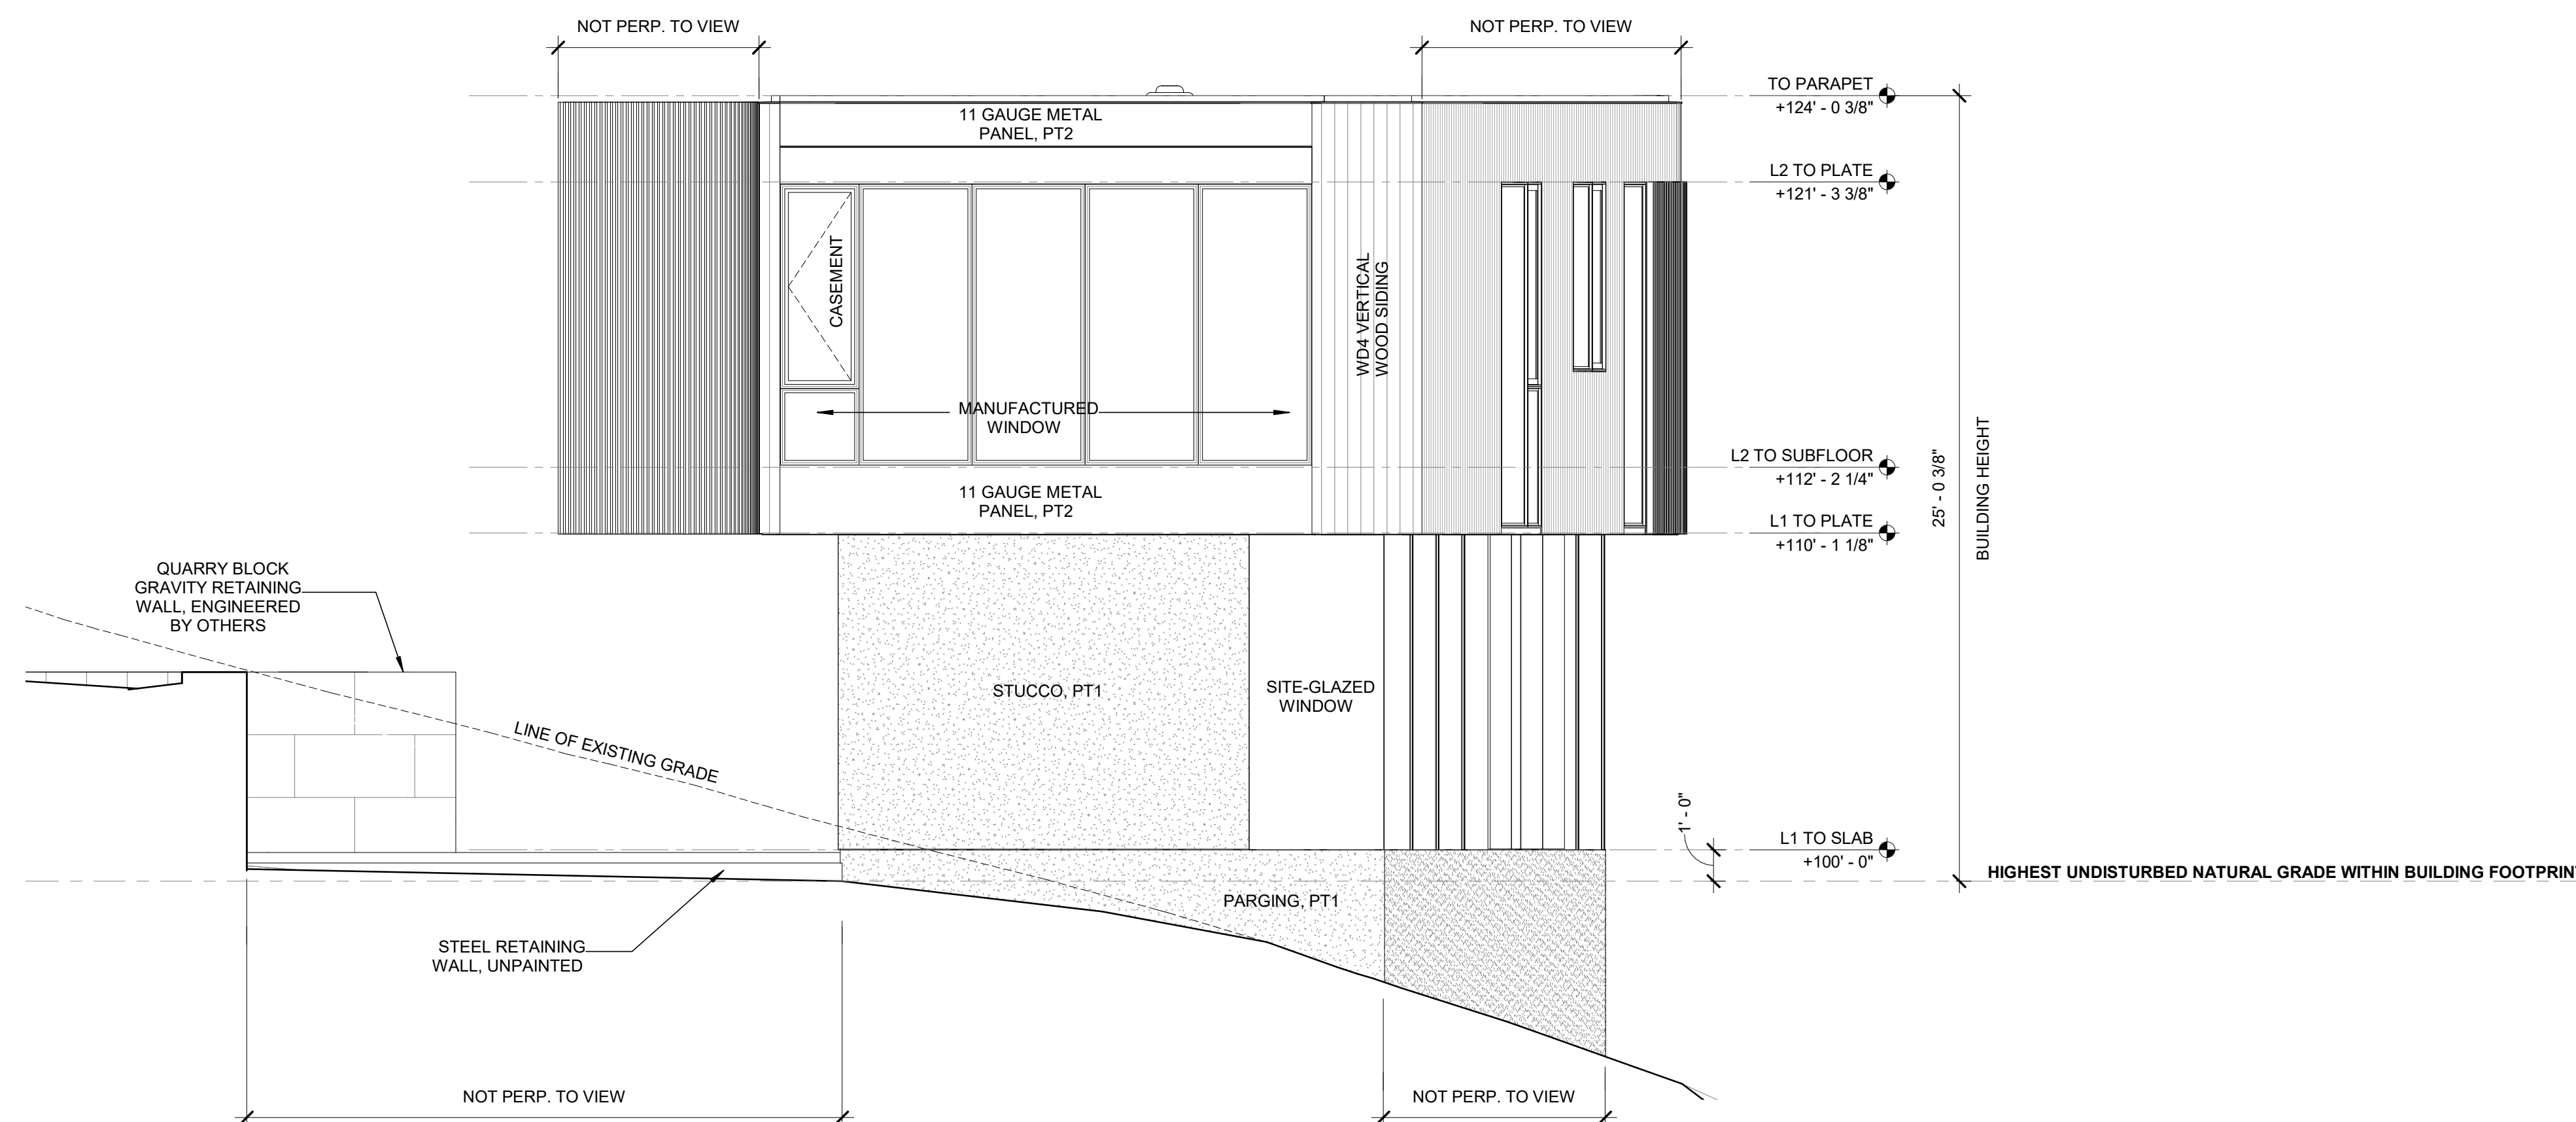 NOT PERP. TO VIEW
NOT PERP. TO VIEW
TO PARAPET
+124' - 0 3/8"
11 GAUGE METAL
PANEL, PT2
L2 TO PLATE
+121' - 3 3/8"
CASEMENT
WD4 VERTICAL
WOOD SIDING
MANUFACTURED
WINDOW
L2 TO SUBFLOOR
+112' - 2 1/4"
11 GAUGE METAL
PANEL, PT2
L1 TO PLATE
+110' - 1 1/8"
25' - 0 3/8"
BUILDING HEIGHT
QUARRY BLOCK
GRAVITY RETAINING
WALL, ENGINEERED
BY OTHERS
STUCCO, PT1
SITE-GLAZED
WINDOW
LINE OF EXISTING GRADE
1' - 0"
L1 TO SLAB
+100' - 0"
HIGHEST UNDISTURBED NATURAL GRADE WITHIN BUILDING FOOTPRINT
PARGING, PT1
STEEL RETAINING
WALL, UNPAINTED
NOT PERP. TO VIEW
NOT PERP. TO VIEW